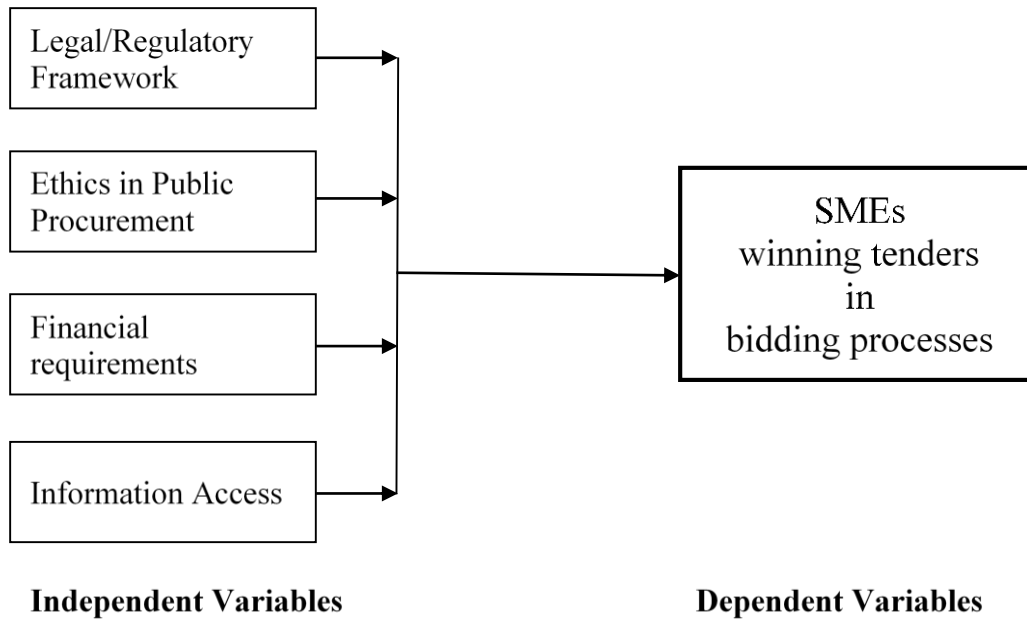 Legal/Regulatory
Framework
Ethics in Public
Procurement
Financial
requirements
Information Access
SMEs
winning tenders
in
bidding processes
Independent Variables
Dependent Variables